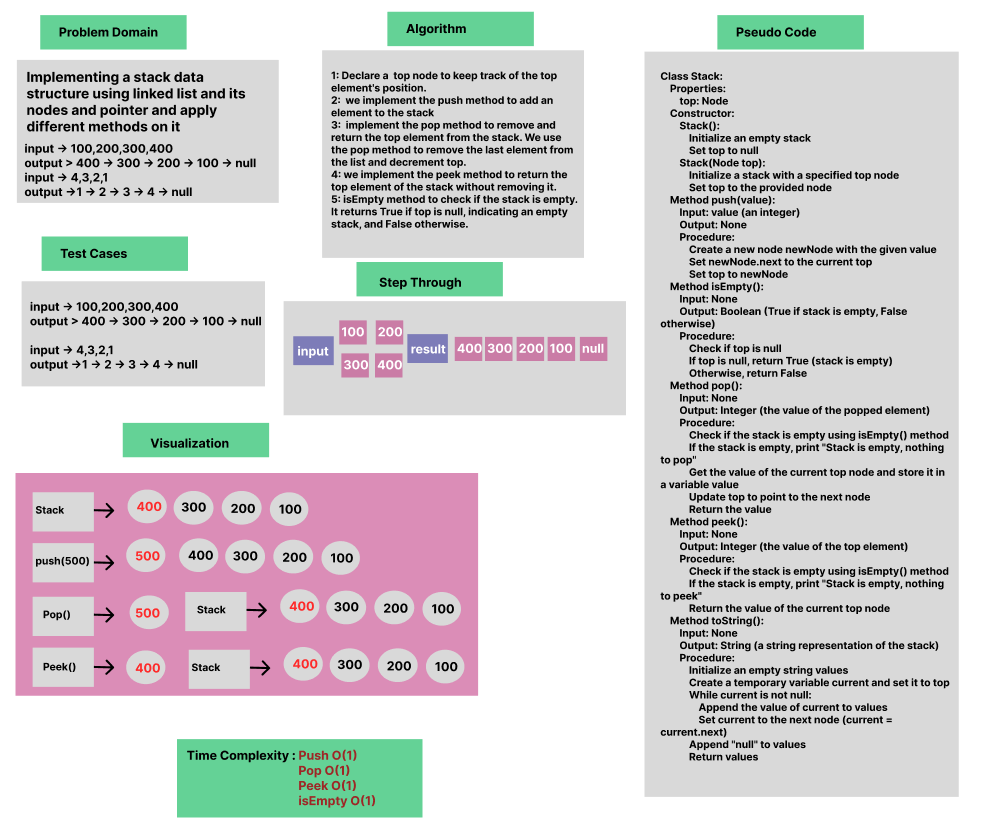 Problem Domain
Implementing a stack data
structure using linked list and its
nodes and pointer and apply
different methods on it
input → 100,200,300,400
output > 400 → 300 → 200 → 100 → null
input → 4,3,2,1
output →1 → 2 → 3 → 4 → null
Test Cases
input → 100,200,300,400
output > 400 → 300 → 200 → 100 → null
input → 4,3,2,1
output →1 → 2 → 3 → 4 → null
Algorithm
1: Declare a  top node to keep track of the top
element's position.
2:  we implement the push method to add an
element to the stack
3:  implement the pop method to remove and
return the top element from the stack. We use
the pop method to remove the last element from
the list and decrement top.
4: we implement the peek method to return the
top element of the stack without removing it.
5: isEmpty method to check if the stack is empty.
It returns True if top is null, indicating an empty
stack, and False otherwise.
Step Through
input
100 200
300 400
result
400 300 200 100 null
Visualization
Stack → 400 300 200 100
push(500) → 500 400 300 200 100
Pop() → 500 Stack → 400 300 200 100
Peek() → 400 Stack → 400 300 200 100
Time Complexity : Push O(1)
Pop O(1)
Peek O(1)
isEmpty O(1)
Pseudo Code
Class Stack:
Properties:
top: Node
Constructor:
Stack():
Initialize an empty stack
Set top to null
Stack(Node top):
Initialize a stack with a specified top node
Set top to the provided node
Method push(value):
Input: value (an integer)
Output: None
Procedure:
Create a new node newNode with the given value
Set newNode.next to the current top
Set top to newNode
Method isEmpty():
Input: None
Output: Boolean (True if stack is empty, False
otherwise)
Procedure:
Check if top is null
If top is null, return True (stack is empty)
Otherwise, return False
Method pop():
Input: None
Output: Integer (the value of the popped element)
Procedure:
Check if the stack is empty using isEmpty() method
If the stack is empty, print "Stack is empty, nothing
to pop"
Get the value of the current top node and store it in
a variable value
Update top to point to the next node
Return the value
Method peek():
Input: None
Output: Integer (the value of the top element)
Procedure:
Check if the stack is empty using isEmpty() method
If the stack is empty, print "Stack is empty, nothing
to peek"
Return the value of the current top node
Method toString():
Input: None
Output: String (a string representation of the stack)
Procedure:
Initialize an empty string values
Create a temporary variable current and set it to top
While current is not null:
Append the value of current to values
Set current to the next node (current =
current.next)
Append "null" to values
Return values